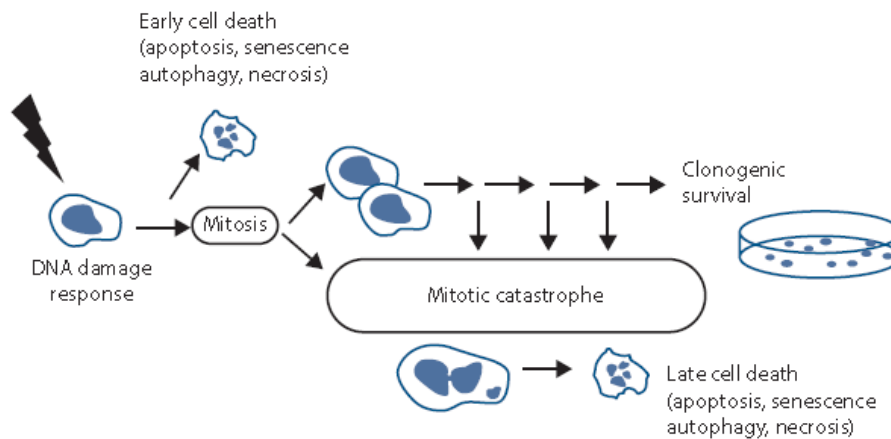 Early cell death
(apoptosis, senescence
autophagy, necrosis)
Clonogenic
survival
Mitosis
DNA damage
response
Mitotic catastrophe
Late cell death
(apoptosis, senescence
autophagy, necrosis)